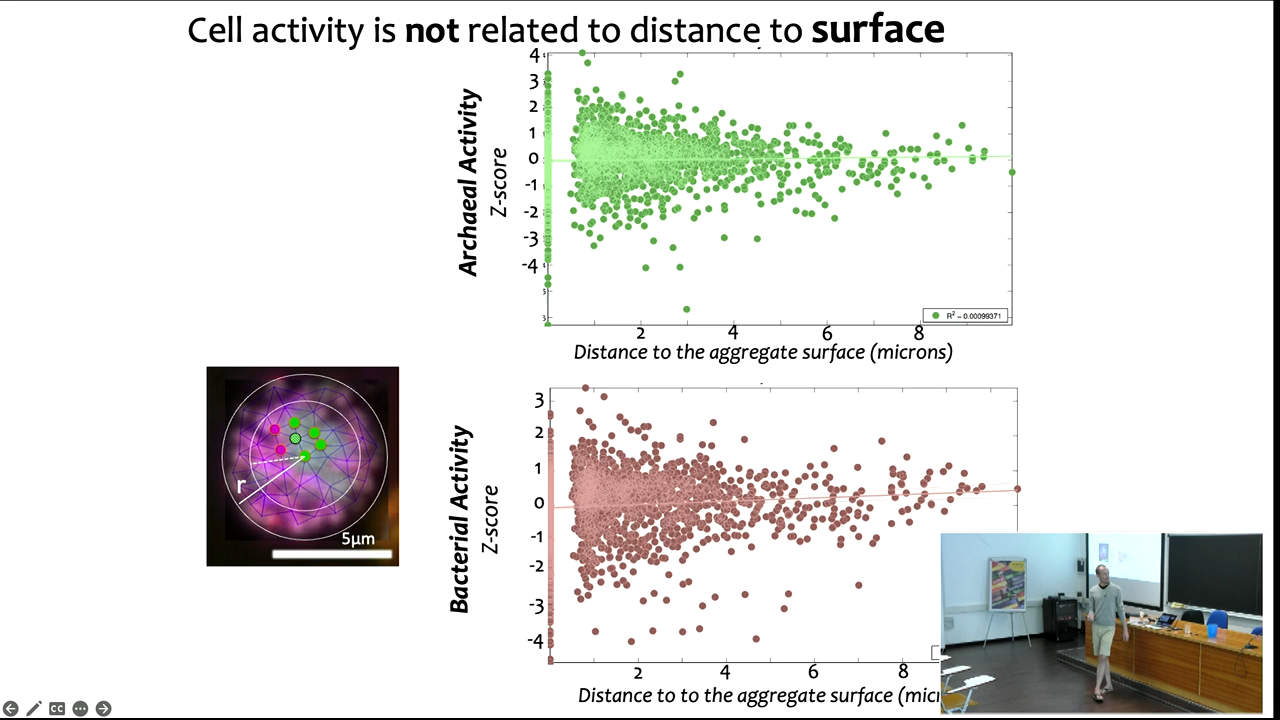 Cell activity is not related to distance to surface
4
3
2
1
0
-1
-2
-3
-4
Archaeal Activity
Z-score
R² = 0.00099371
2 4 6 8
Distance to the aggregate surface (microns)
r
5µm
3
2
1
0
-1
-2
-3
-4
Bacterial Activity
Z-score
2 4 6 8
Distance to to the aggregate surface (micr
CC